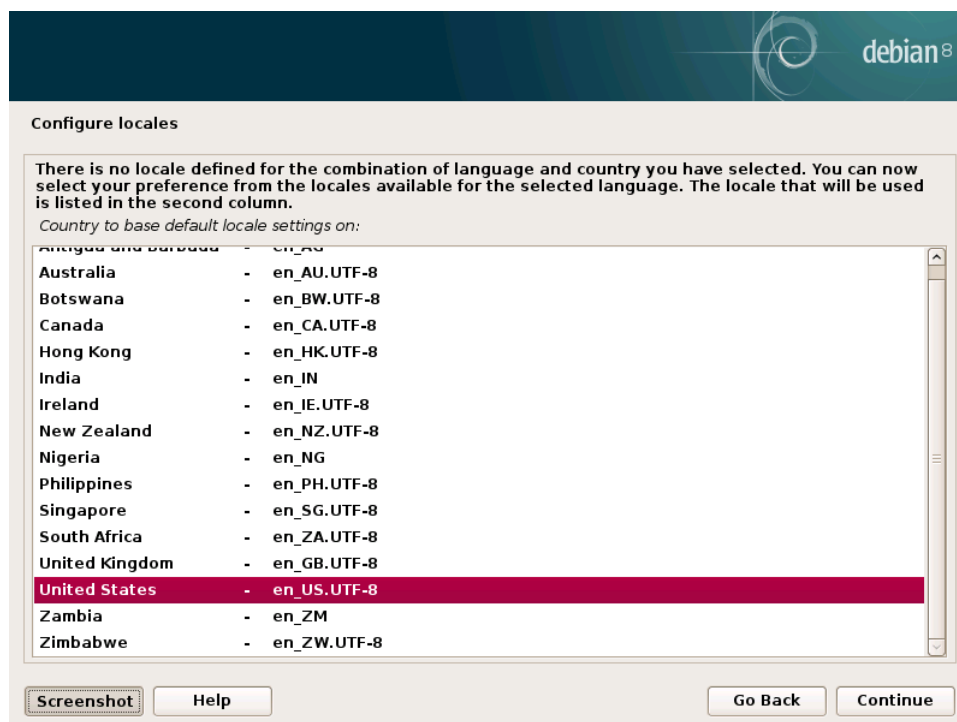 debian 8
Configure locales
There is no locale defined for the combination of language and country you have selected. You can now
select your preference from the locales available for the selected language. The locale that will be used
is listed in the second column.
Country to base default locale settings on:
Antigua and Barbuda - en_AG
Australia - en_AU.UTF-8
Botswana - en_BW.UTF-8
Canada - en_CA.UTF-8
Hong Kong - en_HK.UTF-8
India - en_IN
Ireland - en_IE.UTF-8
New Zealand - en_NZ.UTF-8
Nigeria - en_NG
Philippines - en_PH.UTF-8
Singapore - en_SG.UTF-8
South Africa - en_ZA.UTF-8
United Kingdom - en_GB.UTF-8
United States - en_US.UTF-8
Zambia - en_ZM
Zimbabwe - en_ZW.UTF-8
Screenshot Help Go Back Continue